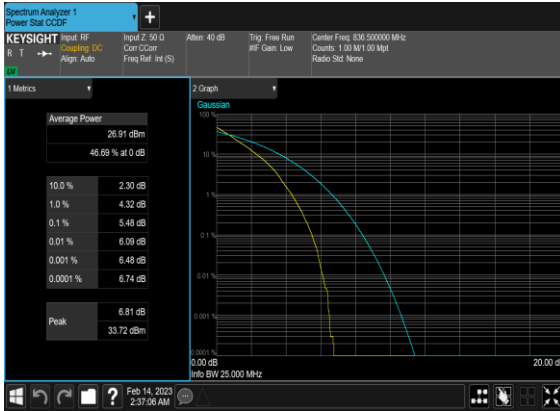 Spectrum Analyzer 1
Power Stat CCDF
KEYSIGHT
R T
Input: RF
Coupling: DC
Align: Auto
Input Z: 50 Ω
Corr CCorr
Freq Ref: Int (S)
Atten: 40 dB
Trig: Free Run
#IF Gain: Low
Center Freq: 836.500000 MHz
Counts: 1.00 M/1.00 Mpt
Radio Std: None
1 Metrics
Average Power
26.91 dBm
46.69 % at 0 dB
10.0 % 2.30 dB
1.0 % 4.32 dB
0.1 % 5.48 dB
0.01 % 6.09 dB
0.001 % 6.48 dB
0.0001 % 6.74 dB
Peak
6.81 dB
33.72 dBm
2 Graph
Gaussian
100 %
10 %
1 %
0.1 %
0.01 %
0.001 %
0.0001 %
0.00 dB
20.00 d
Info BW 25.000 MHz
Feb 14, 2023
2:37:06 AM